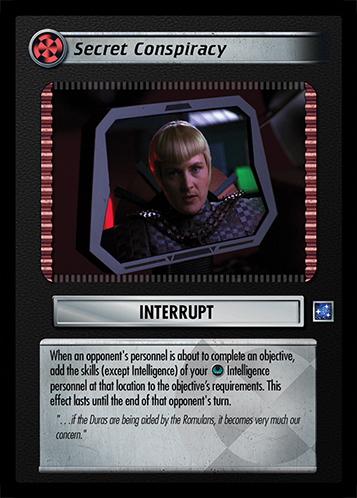 Secret Conspiracy
INTERRUPT
When an opponent's personnel is about to complete an objective,
add the skills (except Intelligence) of your Intelligence
personnel at that location to the objective's requirements. This
effect lasts until the end of that opponent's turn.
"…if the Duras are being aided by the Romulans, it becomes very much our
concern."